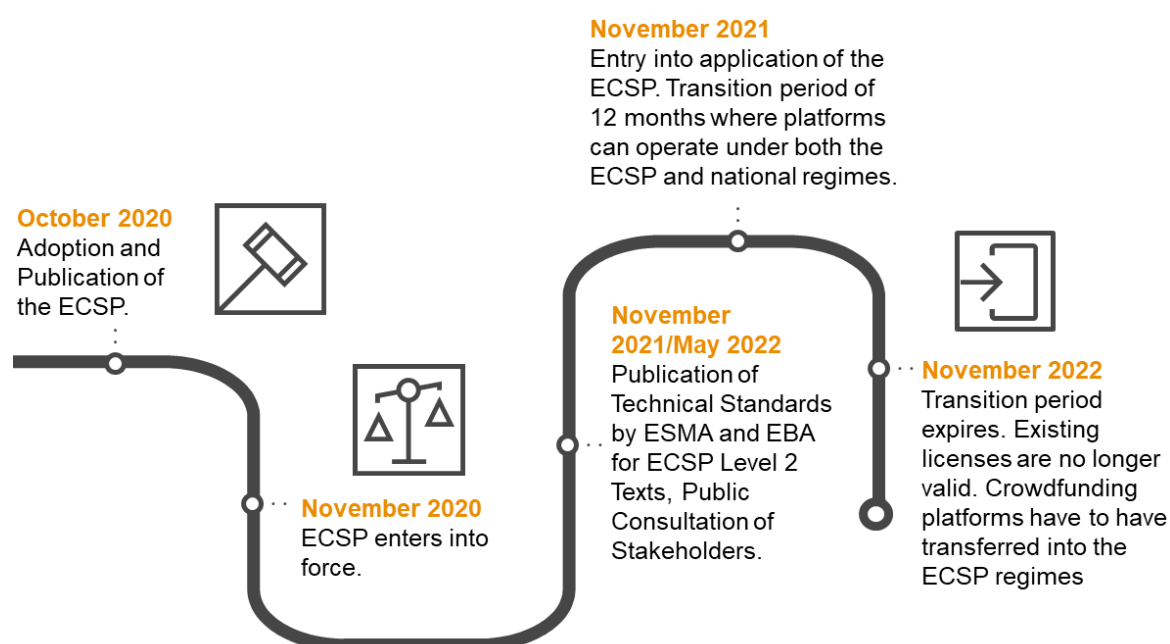 October 2020
Adoption and
Publication of
the ECSP.
November 2020
ECSP enters into
force.
November
2021/May 2022
Publication of
Technical Standards
by ESMA and EBA
for ECSP Level 2
Texts, Public
Consultation of
Stakeholders.
November 2021
Entry into application of the
ECSP. Transition period of
12 months where platforms
can operate under both the
ECSP and national regimes.
November 2022
Transition period
expires. Existing
licenses are no longer
valid. Crowdfunding
platforms have to have
transferred into the
ECSP regimes